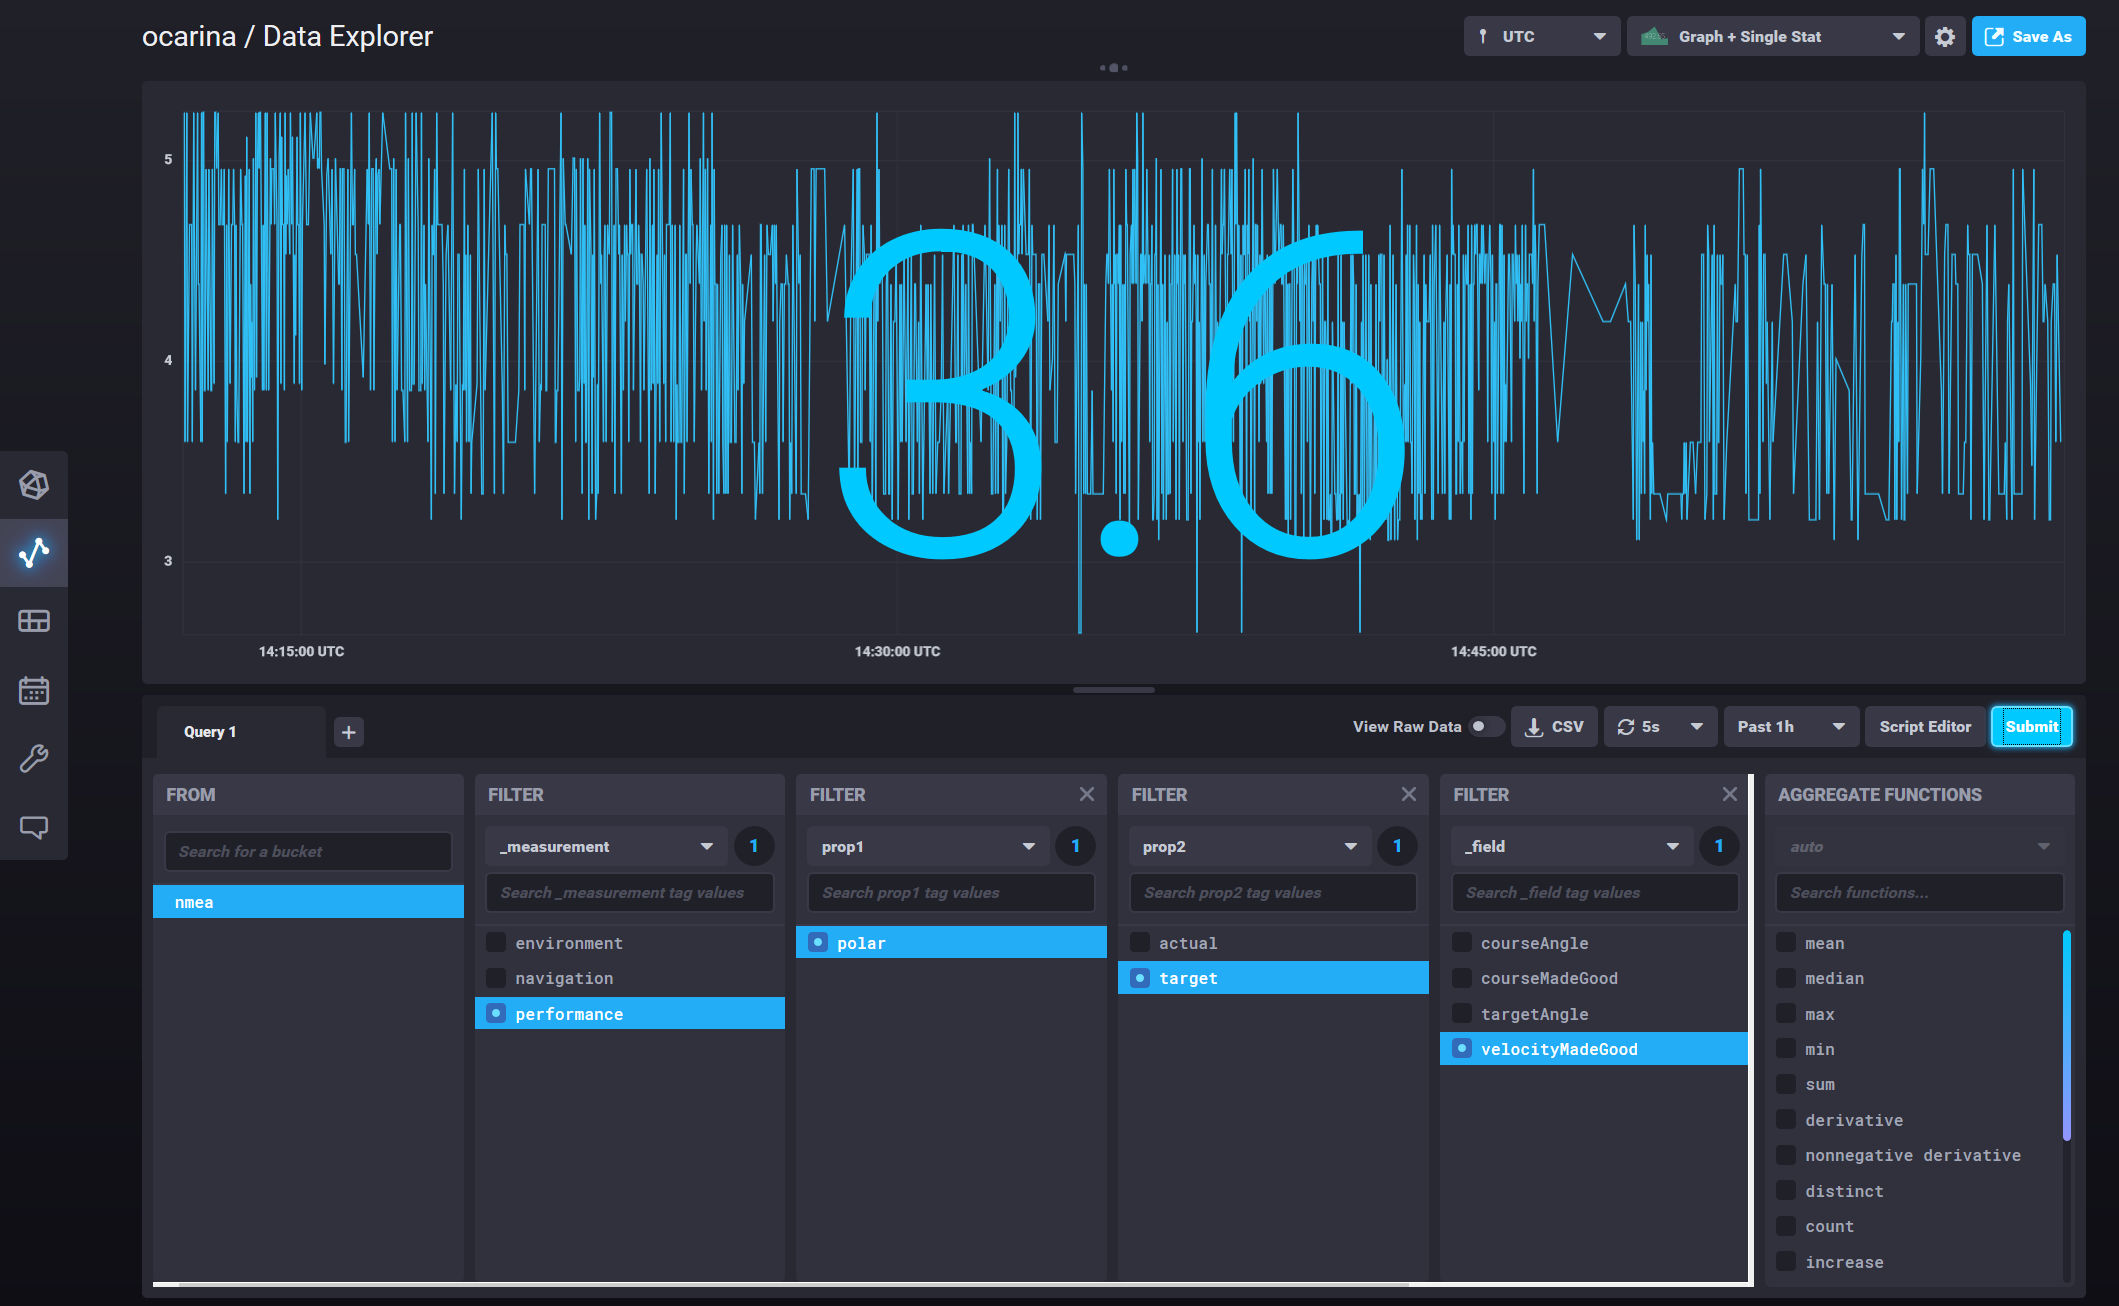 ocarina / Data Explorer
UTC
Graph + Single Stat
Save As
5
4
3
3.6
14:15:00 UTC
14:30:00 UTC
14:45:00 UTC
Query 1
+
View Raw Data
CSV
5s
Past 1h
Script Editor
Submit
FROM
Search for a bucket
nmea
FILTER
_measurement
1
Search _measurement tag values
environment
navigation
performance
FILTER
prop1
1
Search prop1 tag values
polar
FILTER
prop2
1
Search prop2 tag values
actual
target
FILTER
_field
1
Search _field tag values
courseAngle
courseMadeGood
targetAngle
velocityMadeGood
AGGREGATE FUNCTIONS
auto
Search functions...
mean
median
max
min
sum
derivative
nonnegative derivative
distinct
count
increase